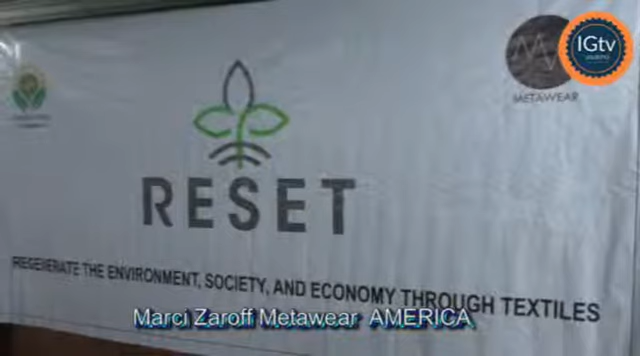 IGtv
METAWEAR
RESET
REGENERATE THE ENVIRONMENT, SOCIETY, AND ECONOMY THROUGH TEXTILES
Marci Zaroff Metawear AMERICA